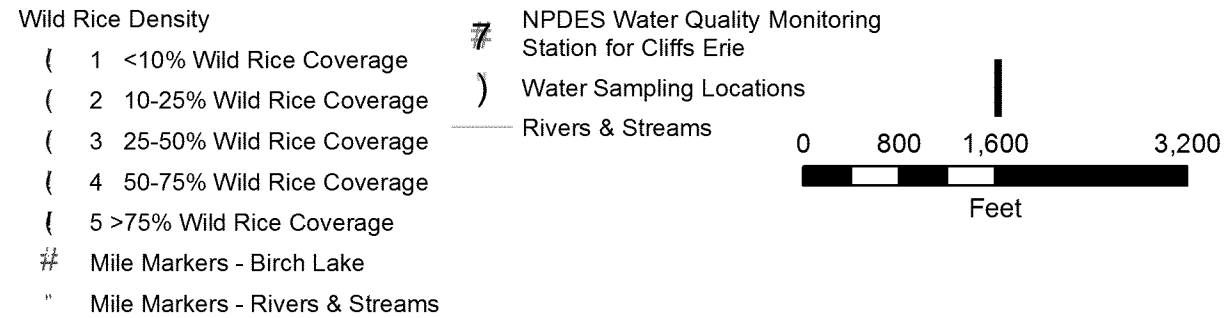 Wild Rice Density
( 1 <10% Wild Rice Coverage
( 2 10-25% Wild Rice Coverage
( 3 25-50% Wild Rice Coverage
( 4 50-75% Wild Rice Coverage
( 5 >75% Wild Rice Coverage
# Mile Markers - Birch Lake
" Mile Markers - Rivers & Streams
#7 NPDES Water Quality Monitoring
Station for Cliffs Erie
) Water Sampling Locations
Rivers & Streams
0 800 1,600 3,200
Feet